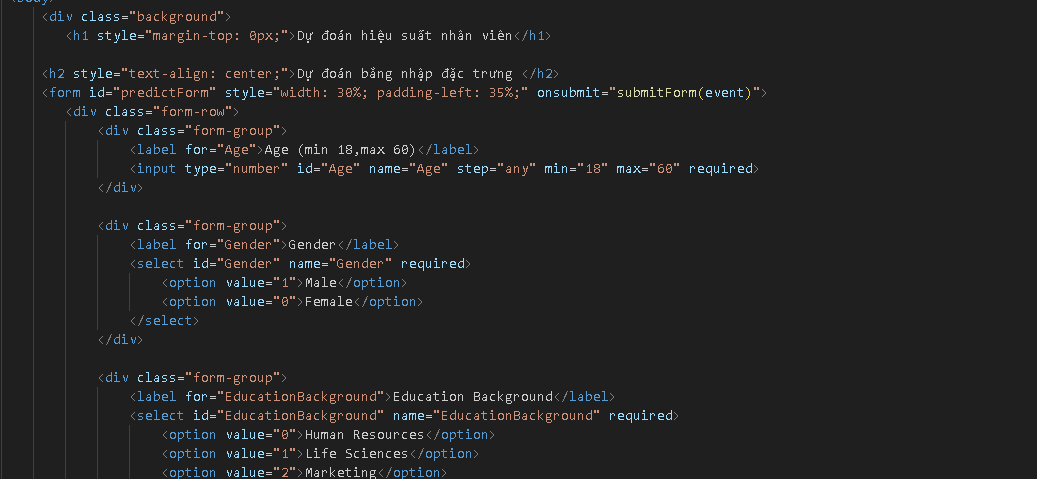 <body>
<div class="background">
<h1 style="margin-top: 0px;">Dự đoán hiệu suất nhân viên</h1>
<h2 style="text-align: center;">Dự đoán bằng nhập đặc trưng </h2>
<form id="predictForm" style="width: 30%; padding-left: 35%;" onsubmit="submitForm(event)">
<div class="form-row">
<div class="form-group">
<label for="Age">Age (min 18,max 60)</label>
<input type="number" id="Age" name="Age" step="any" min="18" max="60" required>
</div>
<div class="form-group">
<label for="Gender">Gender</label>
<select id="Gender" name="Gender" required>
<option value="1">Male</option>
<option value="0">Female</option>
</select>
</div>
<div class="form-group">
<label for="EducationBackground">Education Background</label>
<select id="EducationBackground" name="EducationBackground" required>
<option value="0">Human Resources</option>
<option value="1">Life Sciences</option>
<option value="2">Marketing</option>